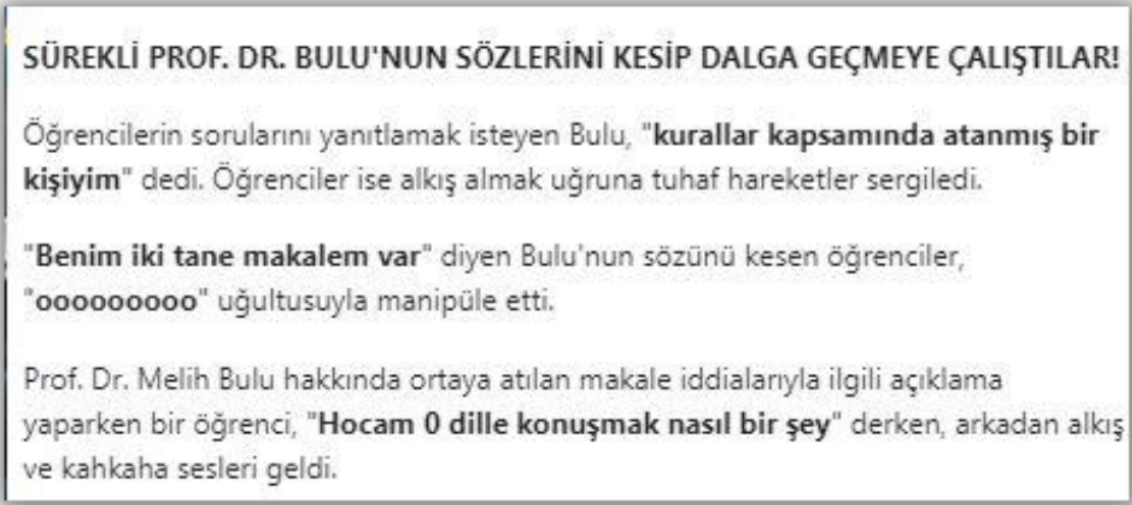 SÜREKLİ PROF. DR. BULU'NUN SÖZLERİNİ KESİP DALGA GEÇMEYE ÇALIŞTILAR!
Öğrencilerin sorularını yanıtlamak isteyen Bulu, "kurallar kapsamında atanmış bir
kişiyim" dedi. Öğrenciler ise alkış almak uğruna tuhaf hareketler sergiledi.
"Benim iki tane makalem var" diyen Bulu'nun sözünü kesen öğrenciler,
"ooooooooo" uğultusuyla manipüle etti.
Prof. Dr. Melih Bulu hakkında ortaya atılan makale iddialarıyla ilgili açıklama
yaparken bir öğrenci, "Hocam 0 dille konuşmak nasıl bir şey" derken, arkadan alkış
ve kahkaha sesleri geldi.